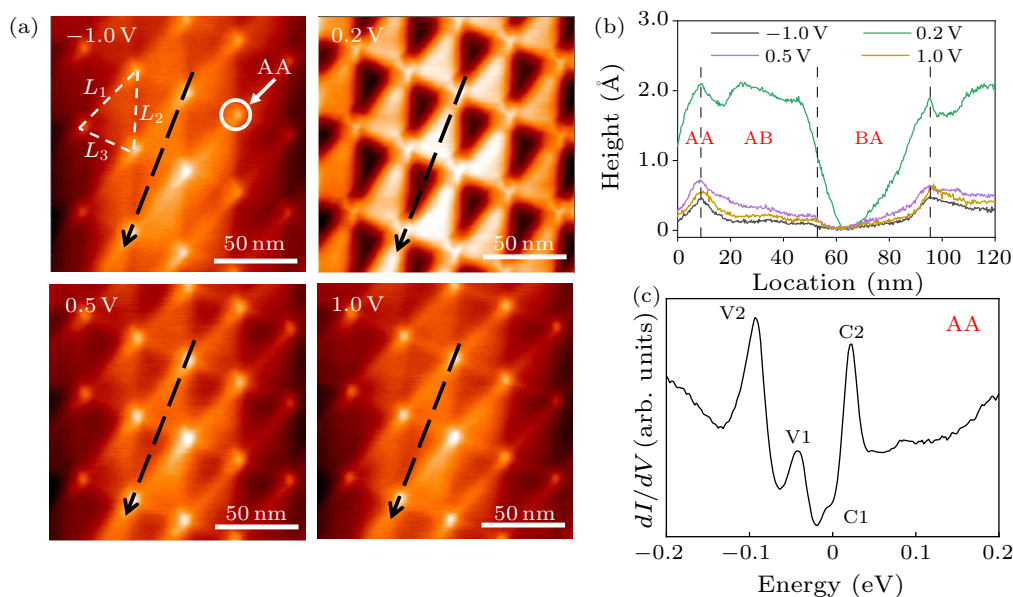 (a)
−1.0 V
AA
L1
L2
L3
50 nm
0.2 V
50 nm
0.5 V
50 nm
1.0 V
50 nm
(b)
−1.0 V
0.2 V
0.5 V
1.0 V
3.0
2.0
1.0
0
Height (Å)
AA
AB
BA
0 20 40 60 80 100 120
Location (nm)
(c)
AA
V2
C2
V1
C1
dI/dV (arb. units)
−0.2 −0.1 0 0.1 0.2
Energy (eV)